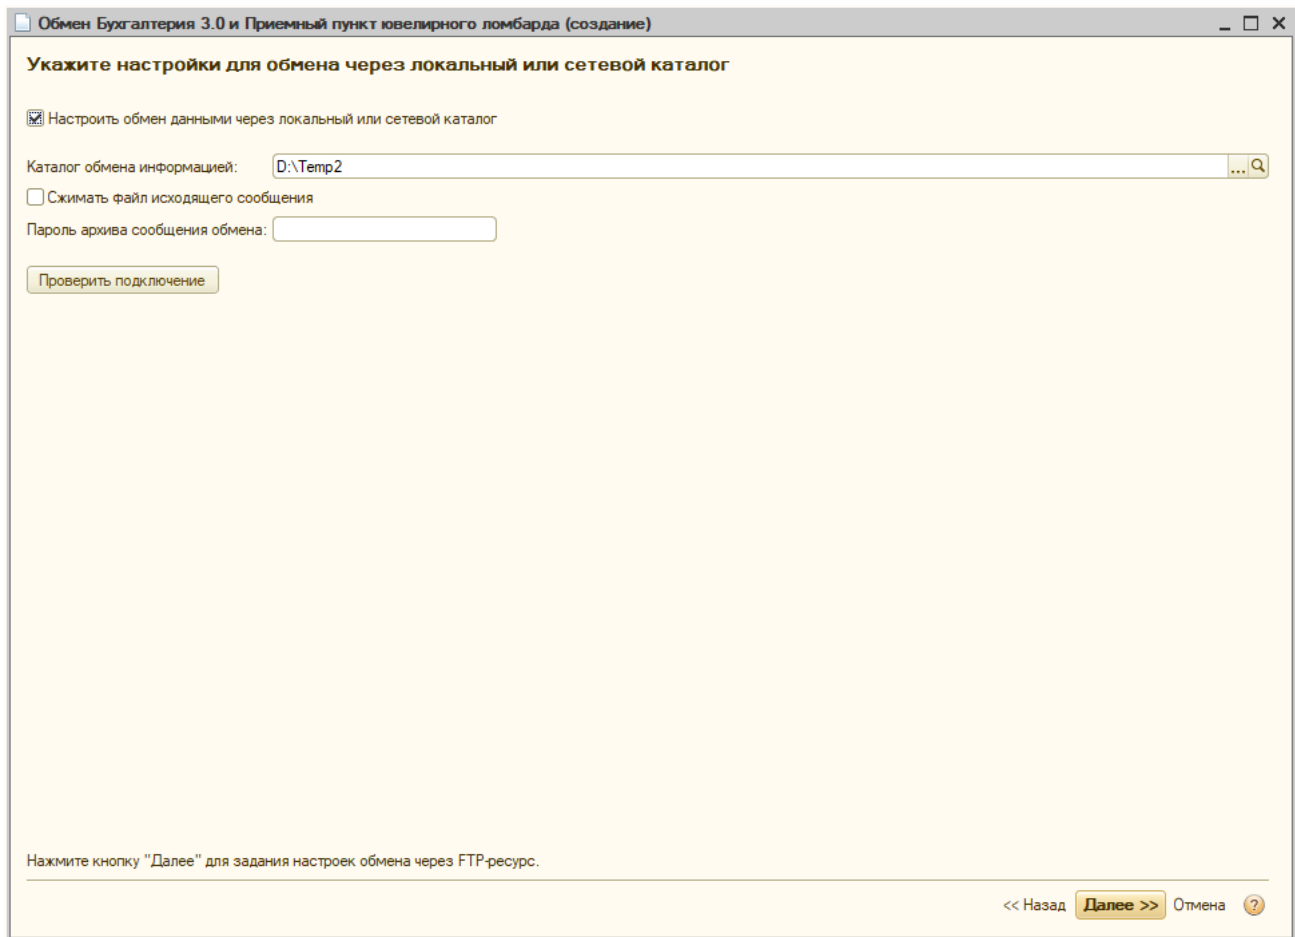 Обмен Бухгалтерия 3.0 и Приемный пункт ювелирного ломбарда (создание)
Укажите настройки для обмена через локальный или сетевой каталог
Настроить обмен данными через локальный или сетевой каталог
Каталог обмена информацией: D:\Temp2 ...
Сжимать файл исходящего сообщения
Пароль архива сообщения обмена:
Проверить подключение
Нажмите кнопку "Далее" для задания настроек обмена через FTP-ресурс.
<< Назад Далее >> Отмена ?